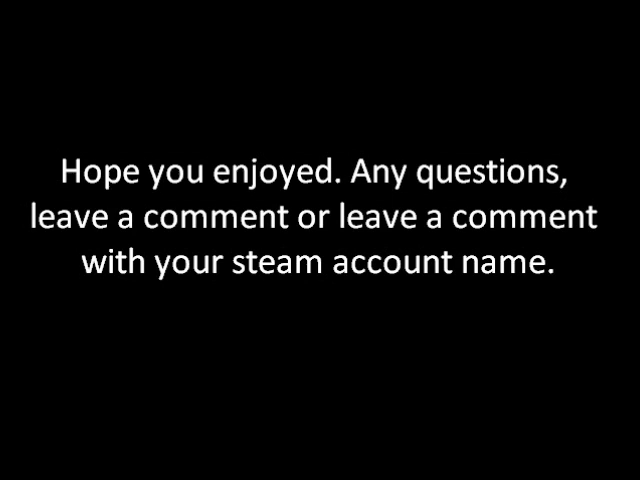 Hope you enjoyed. Any questions,
leave a comment or leave a comment
with your steam account name.